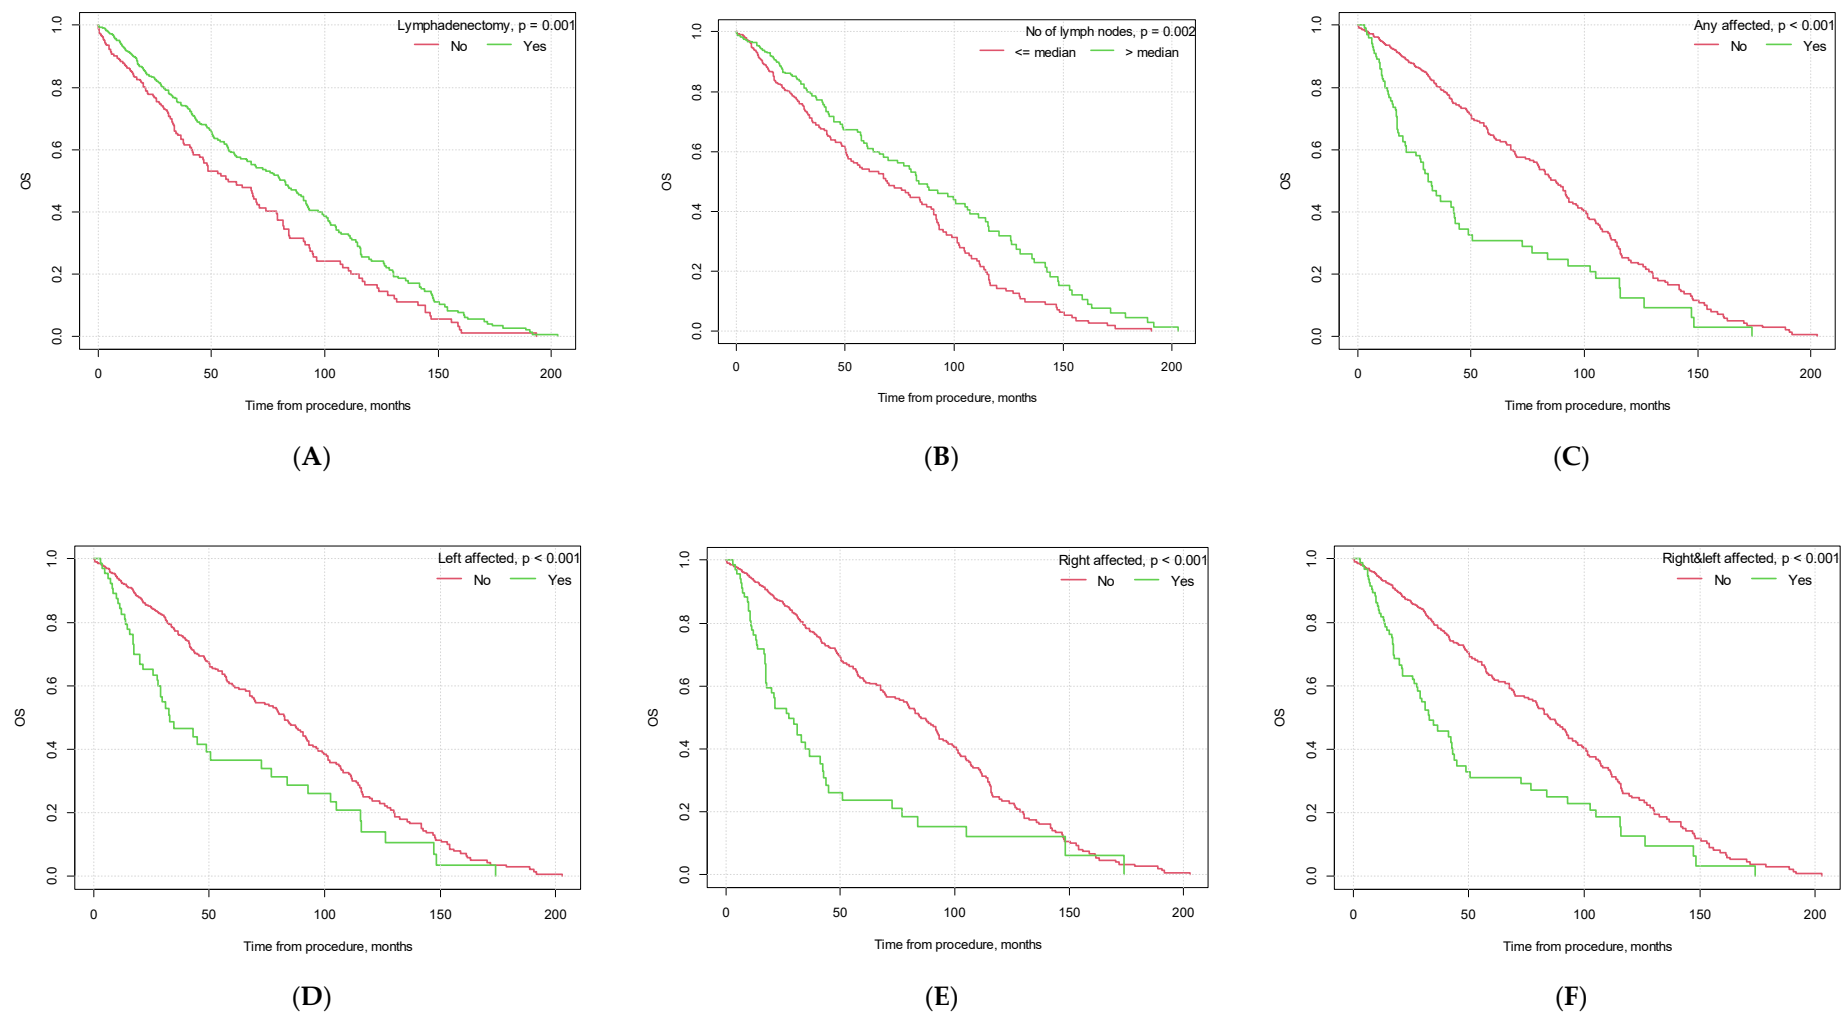 Lymphadenectomy, p = 0.001
No Yes
OS
0.0 0.2 0.4 0.6 0.8 1.0
0 50 100 150 200
Time from procedure, months
(A)
No of lymph nodes, p = 0.002
<= median > median
OS
0.0 0.2 0.4 0.6 0.8 1.0
0 50 100 150 200
Time from procedure, months
(B)
Any affected, p < 0.001
No Yes
OS
0.0 0.2 0.4 0.6 0.8 1.0
0 50 100 150 200
Time from procedure, months
(C)
Left affected, p < 0.001
No Yes
OS
0.0 0.2 0.4 0.6 0.8 1.0
0 50 100 150 200
Time from procedure, months
(D)
Right affected, p < 0.001
No Yes
OS
0.0 0.2 0.4 0.6 0.8 1.0
0 50 100 150 200
Time from procedure, months
(E)
Right&left affected, p < 0.001
No Yes
OS
0.0 0.2 0.4 0.6 0.8 1.0
0 50 100 150 200
Time from procedure, months
(F)